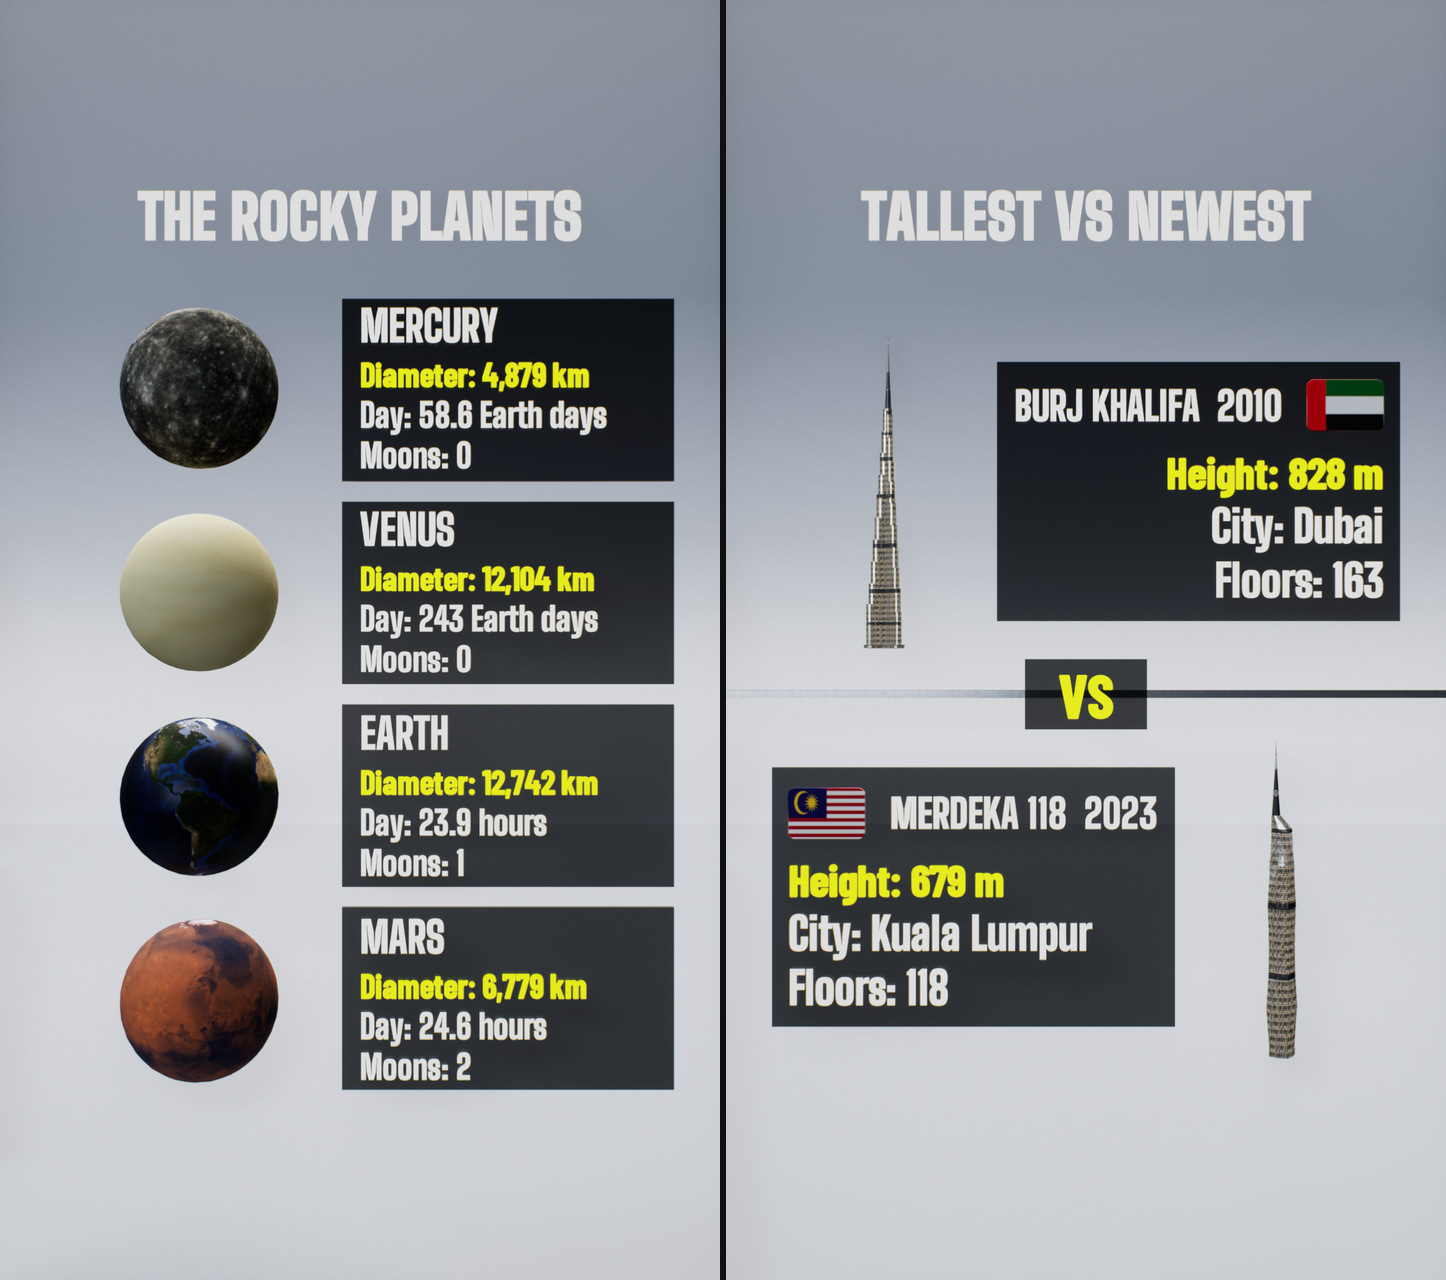 THE ROCKY PLANETS
MERCURY
Diameter: 4,879 km
Day: 58.6 Earth days
Moons: 0
VENUS
Diameter: 12,104 km
Day: 243 Earth days
Moons: 0
EARTH
Diameter: 12,742 km
Day: 23.9 hours
Moons: 1
MARS
Diameter: 6,779 km
Day: 24.6 hours
Moons: 2
TALLEST VS NEWEST
BURJ KHALIFA 2010
Height: 828 m
City: Dubai
Floors: 163
VS
MERDEKA 118 2023
Height: 679 m
City: Kuala Lumpur
Floors: 118